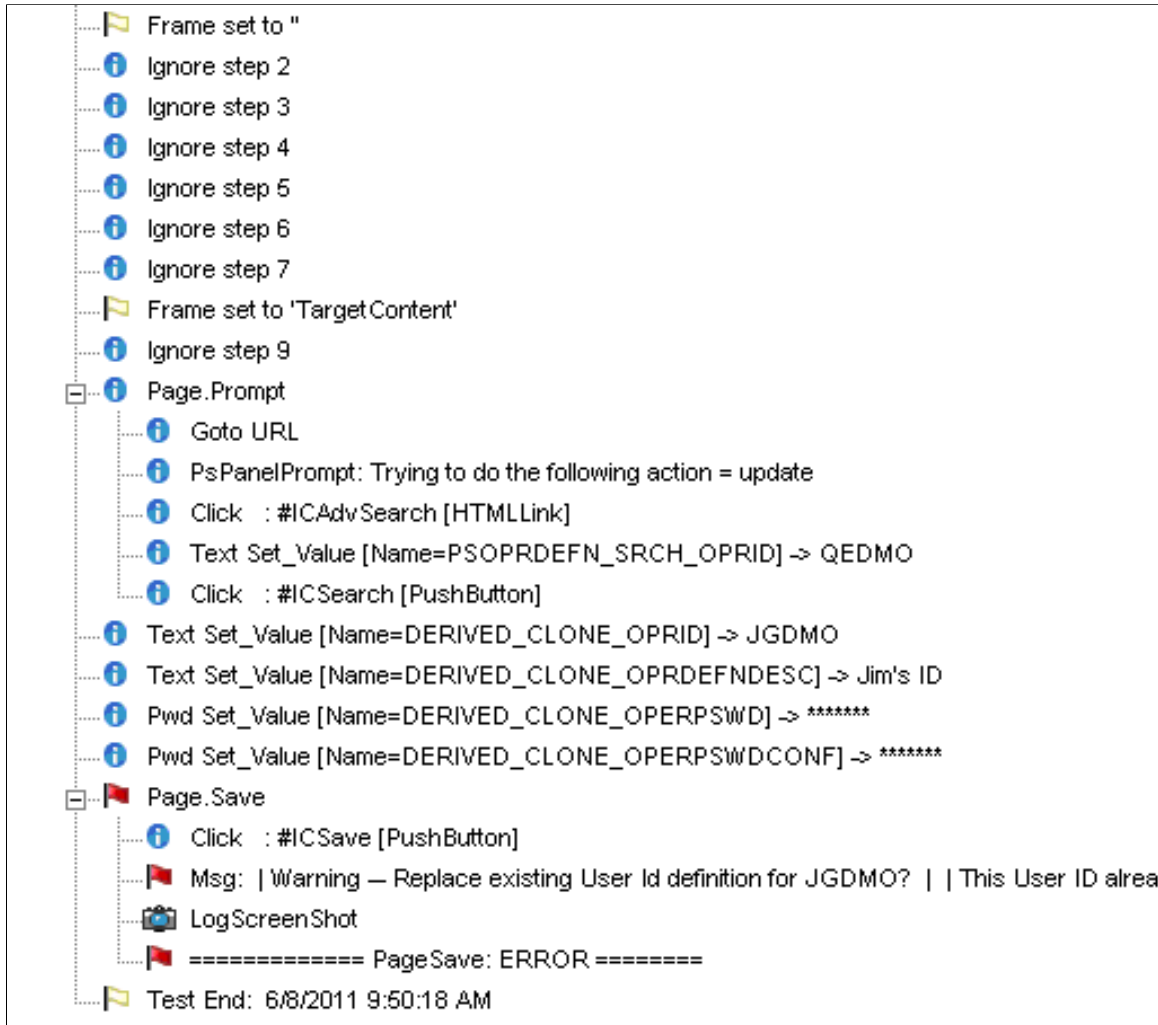 Frame set to ''
Ignore step 2
Ignore step 3
Ignore step 4
Ignore step 5
Ignore step 6
Ignore step 7
Frame set to 'TargetContent'
Ignore step 9
Page.Prompt
Goto URL
PsPanelPrompt: Trying to do the following action = update
Click : #ICAdvSearch [HTMLLink]
Text Set_Value [Name=PSOPRDEFN_SRCH_OPRID] -> QEDMO
Click : #ICSearch [PushButton]
Text Set_Value [Name=DERIVED_CLONE_OPRID] -> JGDMO
Text Set_Value [Name=DERIVED_CLONE_OPRDEFNDESC] -> Jim's ID
Pwd Set_Value [Name=DERIVED_CLONE_OPERPSWD] -> *******
Pwd Set_Value [Name=DERIVED_CLONE_OPERPSWDCONF] -> *******
Page.Save
Click : #ICSave [PushButton]
Msg: | Warning -- Replace existing User Id definition for JGDMO? | | This User ID alrea
LogScreenShot
============= PageSave: ERROR ========
Test End: 6/8/2011 9:50:18 AM